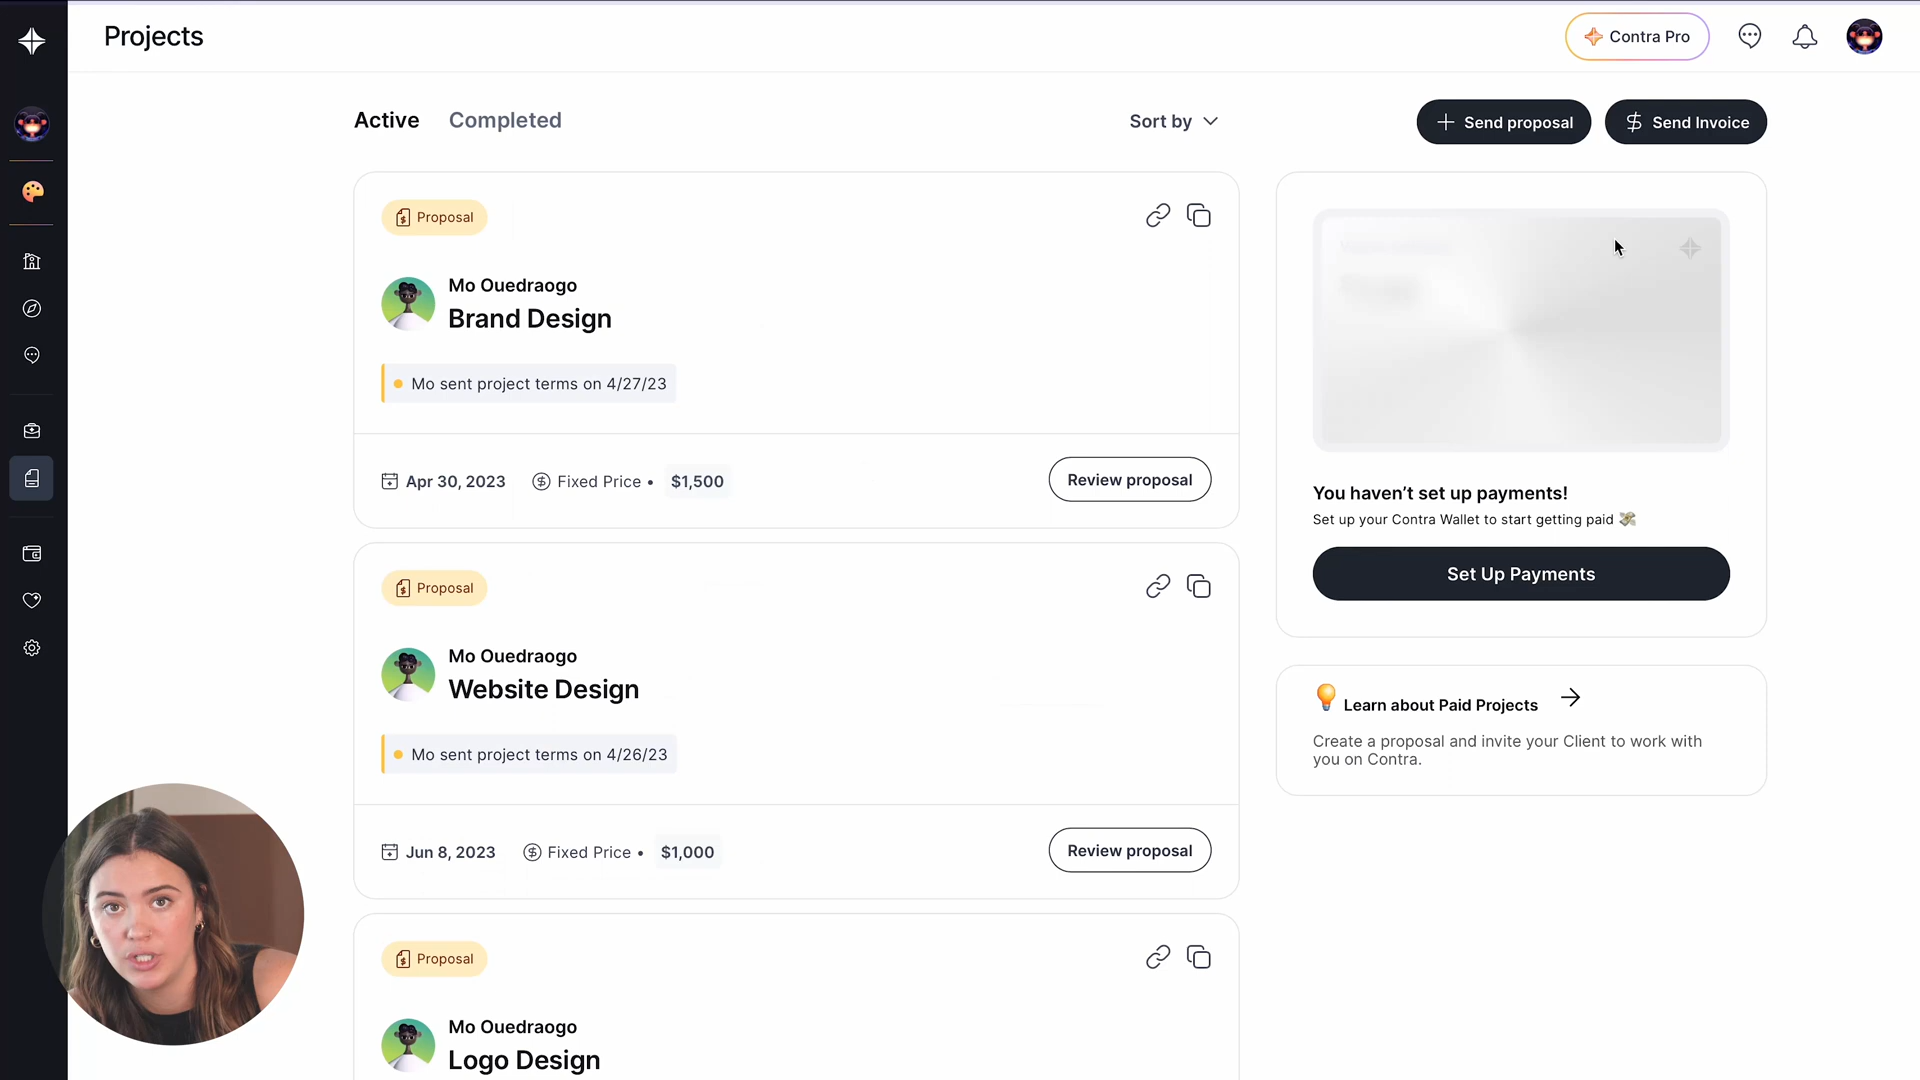 Projects
Contra Pro
Active
Completed
Sort by
Send proposal
Send Invoice
Proposal
Mo Ouedraogo
Brand Design
Mo sent project terms on 4/27/23
Apr 30, 2023
Fixed Price •
$1,500
Review proposal
Proposal
Mo Ouedraogo
Website Design
Mo sent project terms on 4/26/23
Jun 8, 2023
Fixed Price •
$1,000
Review proposal
Proposal
Mo Ouedraogo
Logo Design
You haven’t set up payments!
Set up your Contra Wallet to start getting paid 💸
Set Up Payments
Learn about Paid Projects
Create a proposal and invite your Client to work with
you on Contra.